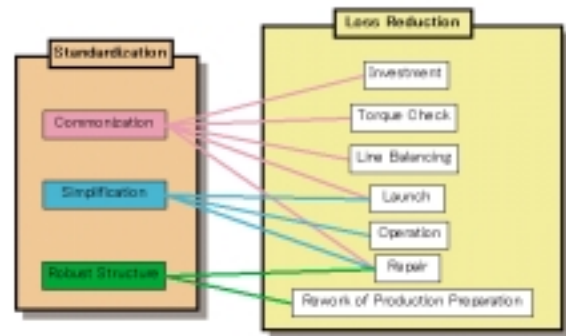 Standardization
Commonization
Simplification
Robust Structure
Loss Reduction
Investment
Torque Check
Line Balancing
Launch
Operation
Repair
Rework of Production Preparation